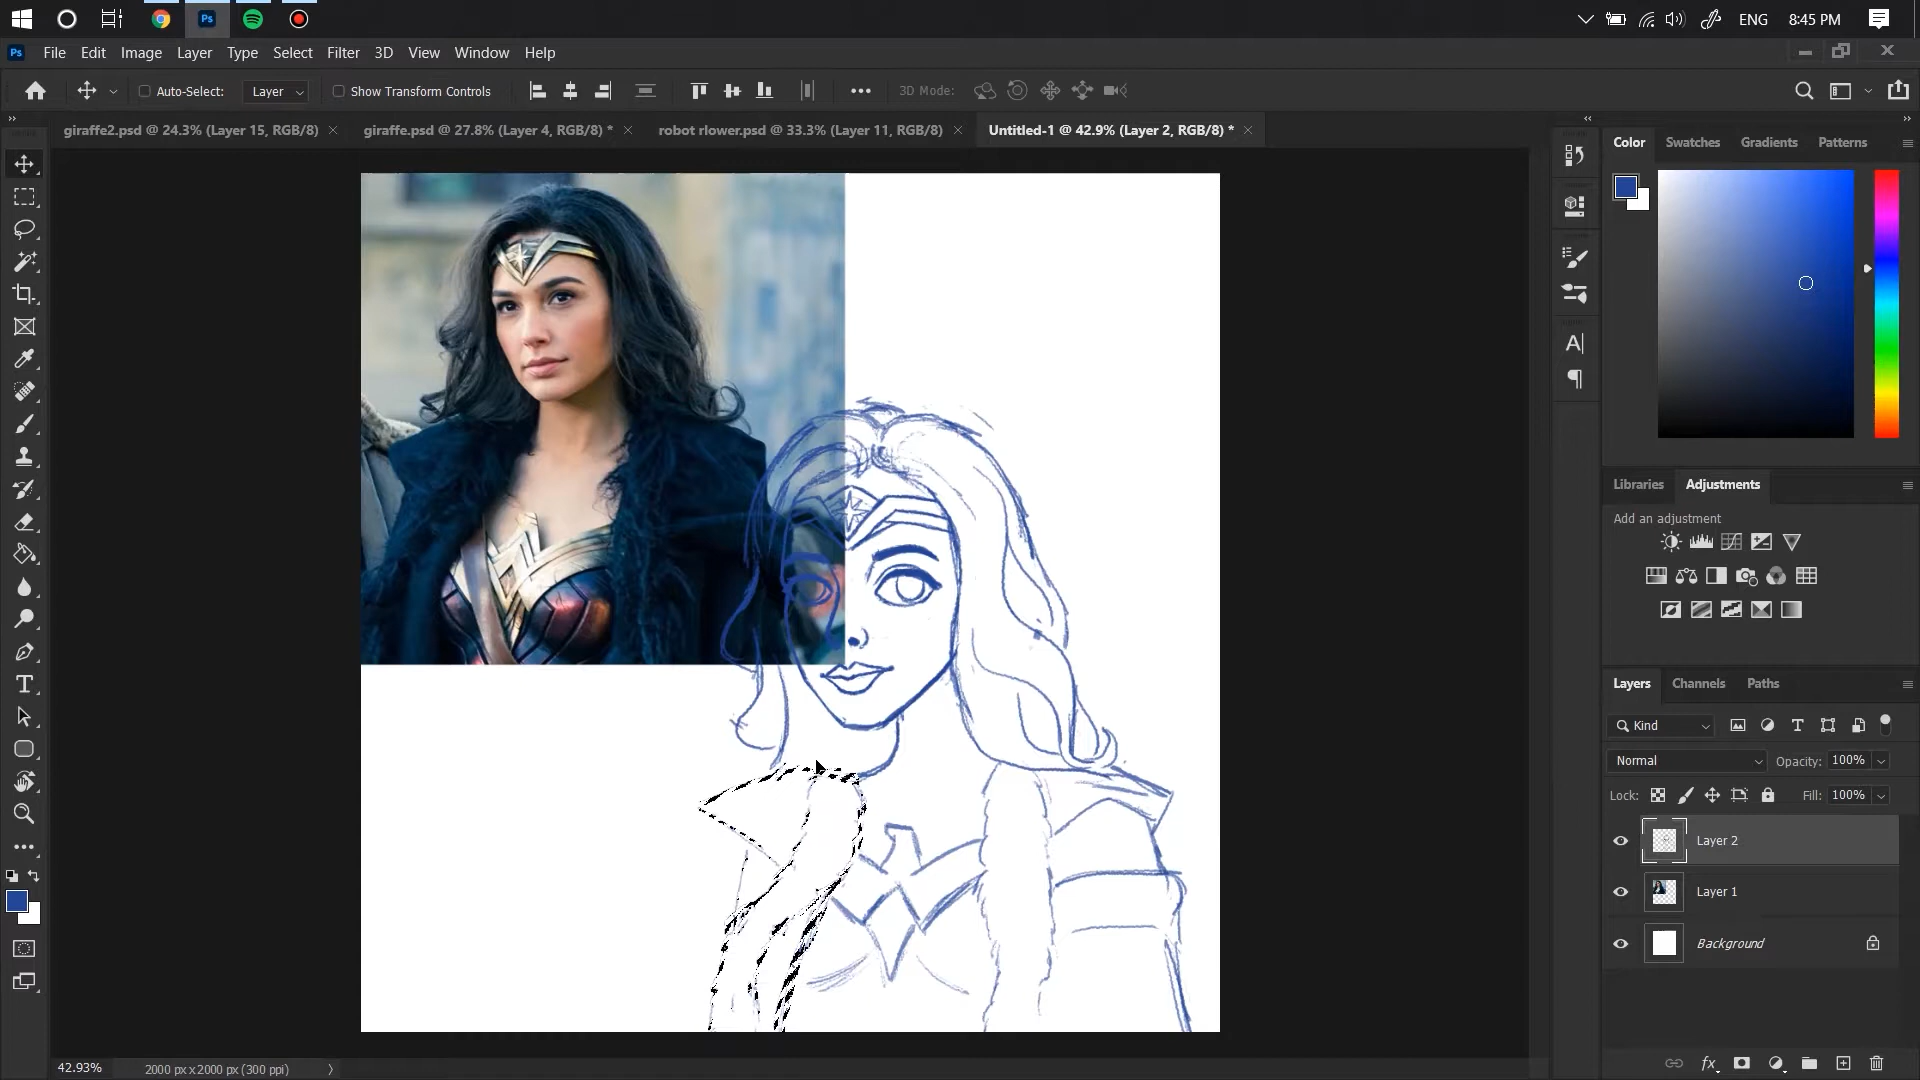 Ps ENG 8:45 PM
Ps File Edit Image Layer Type Select Filter 3D View Window Help
Auto-Select: Layer Show Transform Controls 3D Mode:
giraffe2.psd @ 24.3% (Layer 15, RGB/8) giraffe.psd @ 27.8% (Layer 4, RGB/8) * robot rlower.psd @ 33.3% (Layer 11, RGB/8) Untitled-1 @ 42.9% (Layer 2, RGB/8) *
Color Swatches Gradients Patterns
Libraries Adjustments
Add an adjustment
Layers Channels Paths
Kind
Normal Opacity: 100%
Lock: Fill: 100%
Layer 2
Layer 1
Background
fx
42.93% 2000 px x 2000 px (300 ppi)